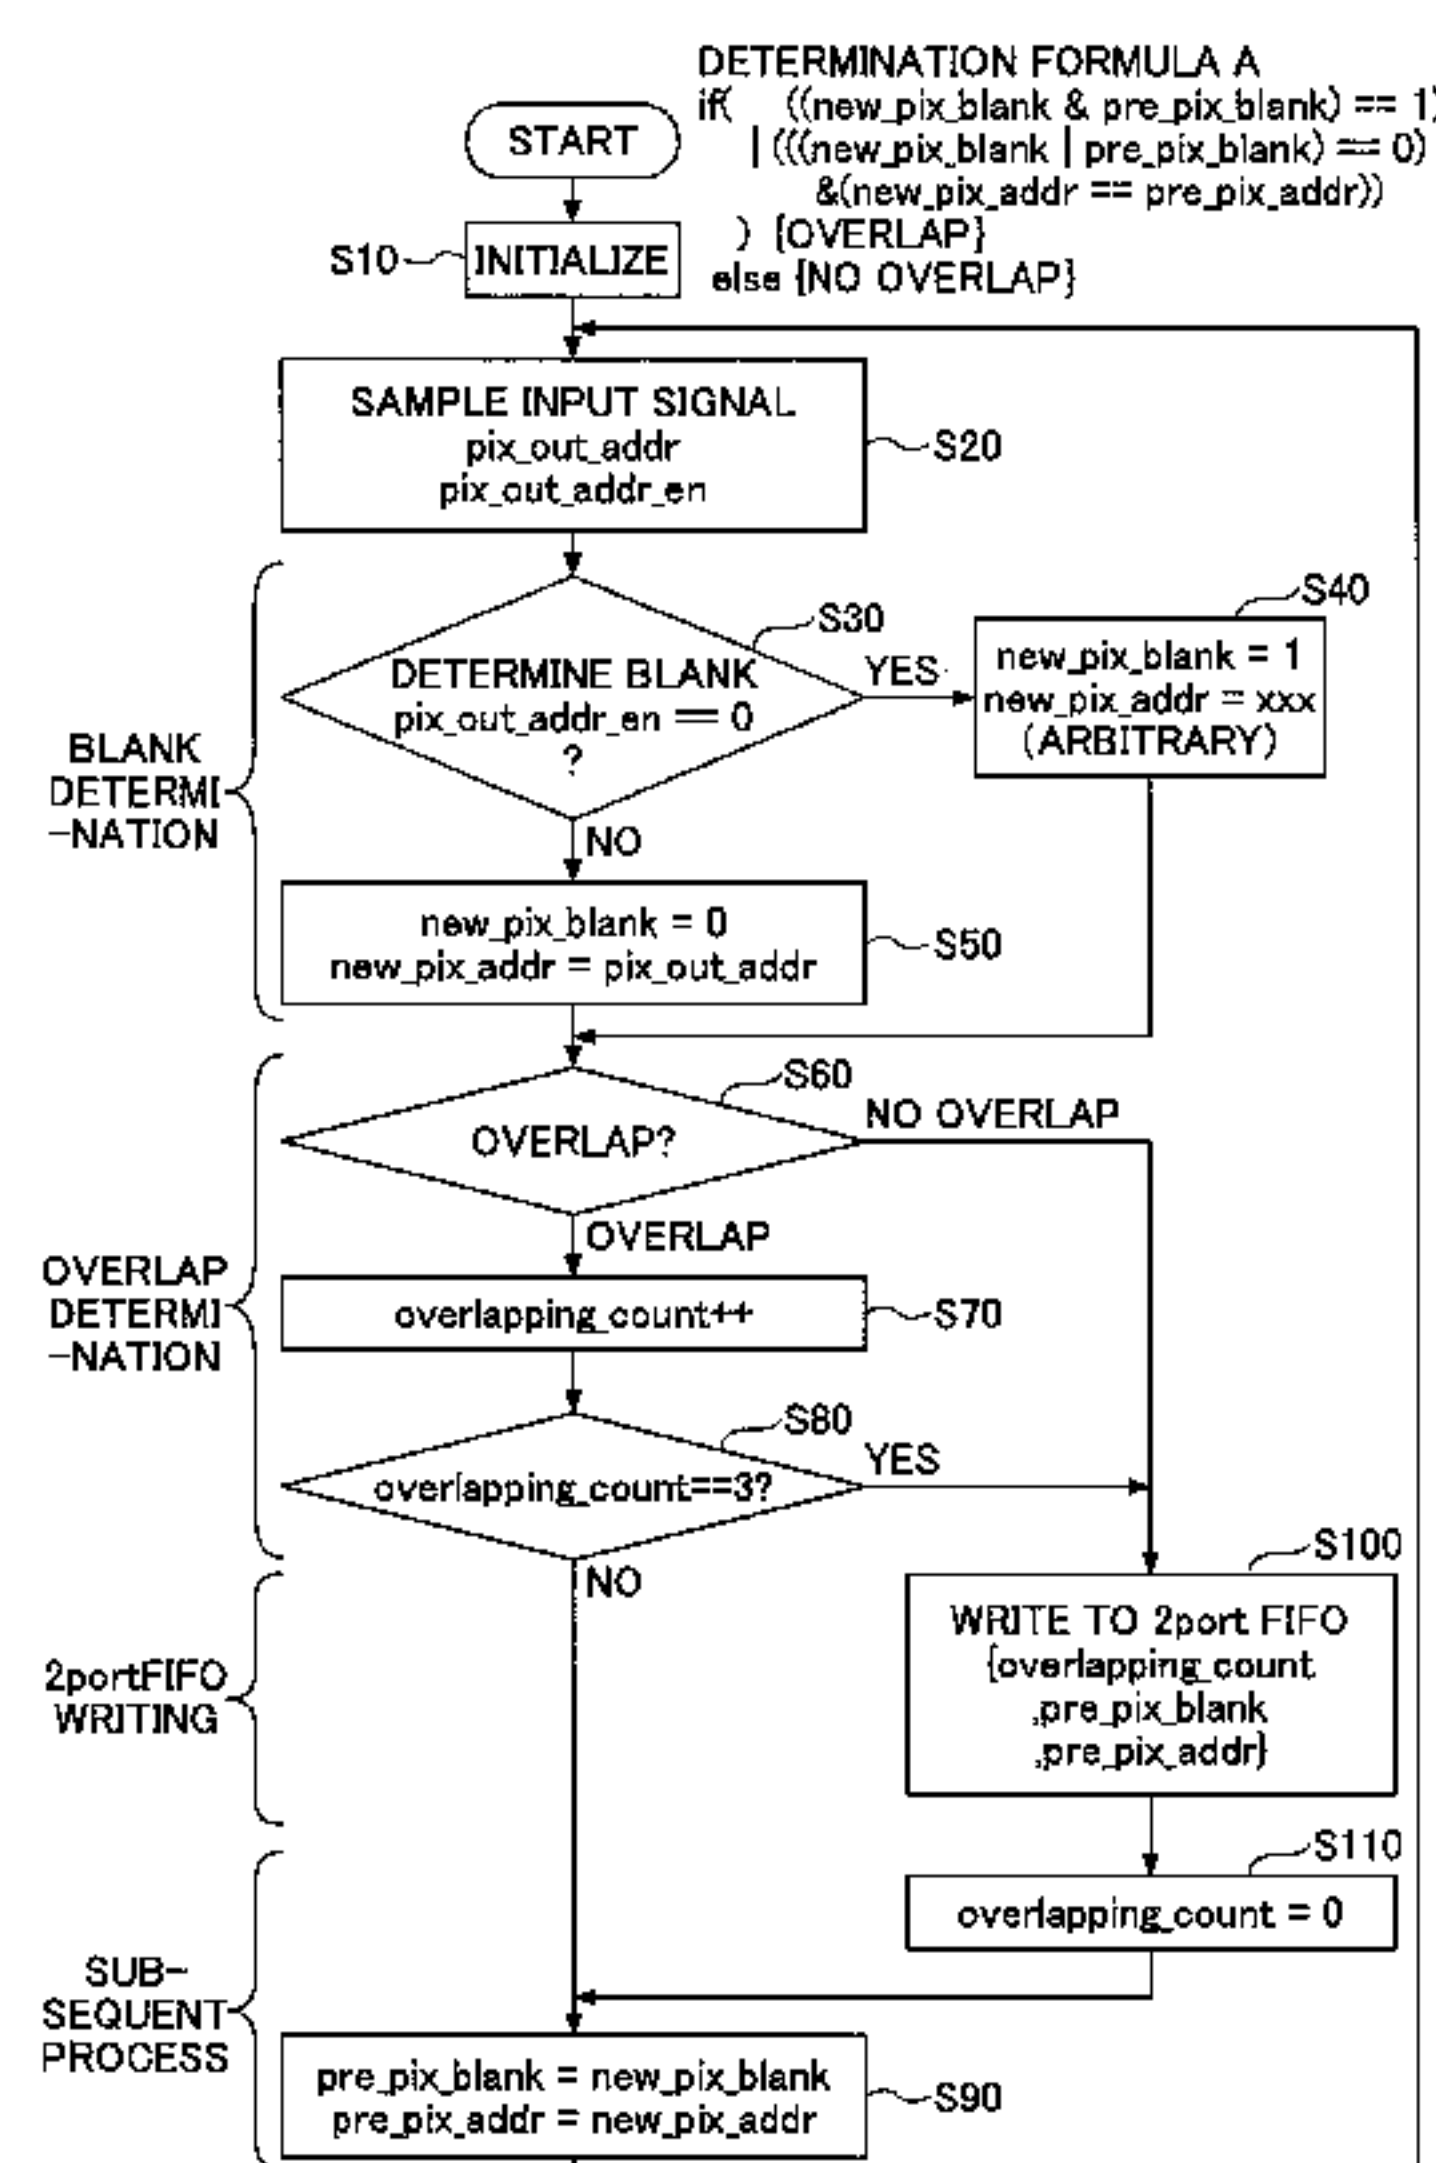 DETERMINATION FORMULA A
if( ((new_pix_blank & pre_pix_blank) == 1)
| (((new_pix_blank | pre_pix_blank) == 0)
&(new_pix_addr == pre_pix_addr))
) {OVERLAP}
else {NO OVERLAP}
START
S10
INITIALIZE
SAMPLE INPUT SIGNAL
pix_out_addr
pix_out_addr_en
S20
BLANK
DETERMI
-NATION
S30
DETERMINE BLANK
pix_out_addr_en == 0
?
YES
NO
S40
new_pix_blank = 1
new_pix_addr = xxx
(ARBITRARY)
new_pix_blank = 0
new_pix_addr = pix_out_addr
S50
OVERLAP
DETERMI
-NATION
S60
OVERLAP?
NO OVERLAP
OVERLAP
overlapping_count++
S70
S80
overlapping_count==3?
YES
NO
2portFIFO
WRITING
S100
WRITE TO 2port FIFO
{overlapping_count
,pre_pix_blank
,pre_pix_addr}
S110
overlapping_count = 0
SUB-
SEQUENT
PROCESS
pre_pix_blank = new_pix_blank
pre_pix_addr = new_pix_addr
S90